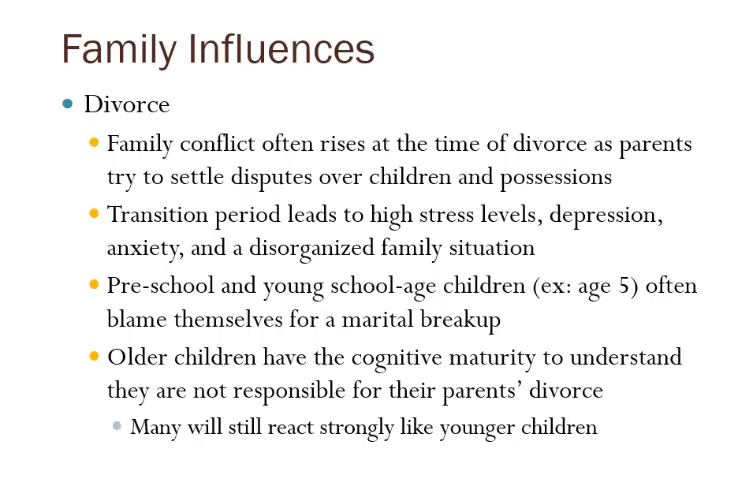 Family Influences
Divorce
Family conflict often rises at the time of divorce as parents
try to settle disputes over children and possessions
Transition period leads to high stress levels, depression,
anxiety, and a disorganized family situation
Pre-school and young school-age children (ex: age 5) often
blame themselves for a marital breakup
Older children have the cognitive maturity to understand
they are not responsible for their parents’ divorce
Many will still react strongly like younger children